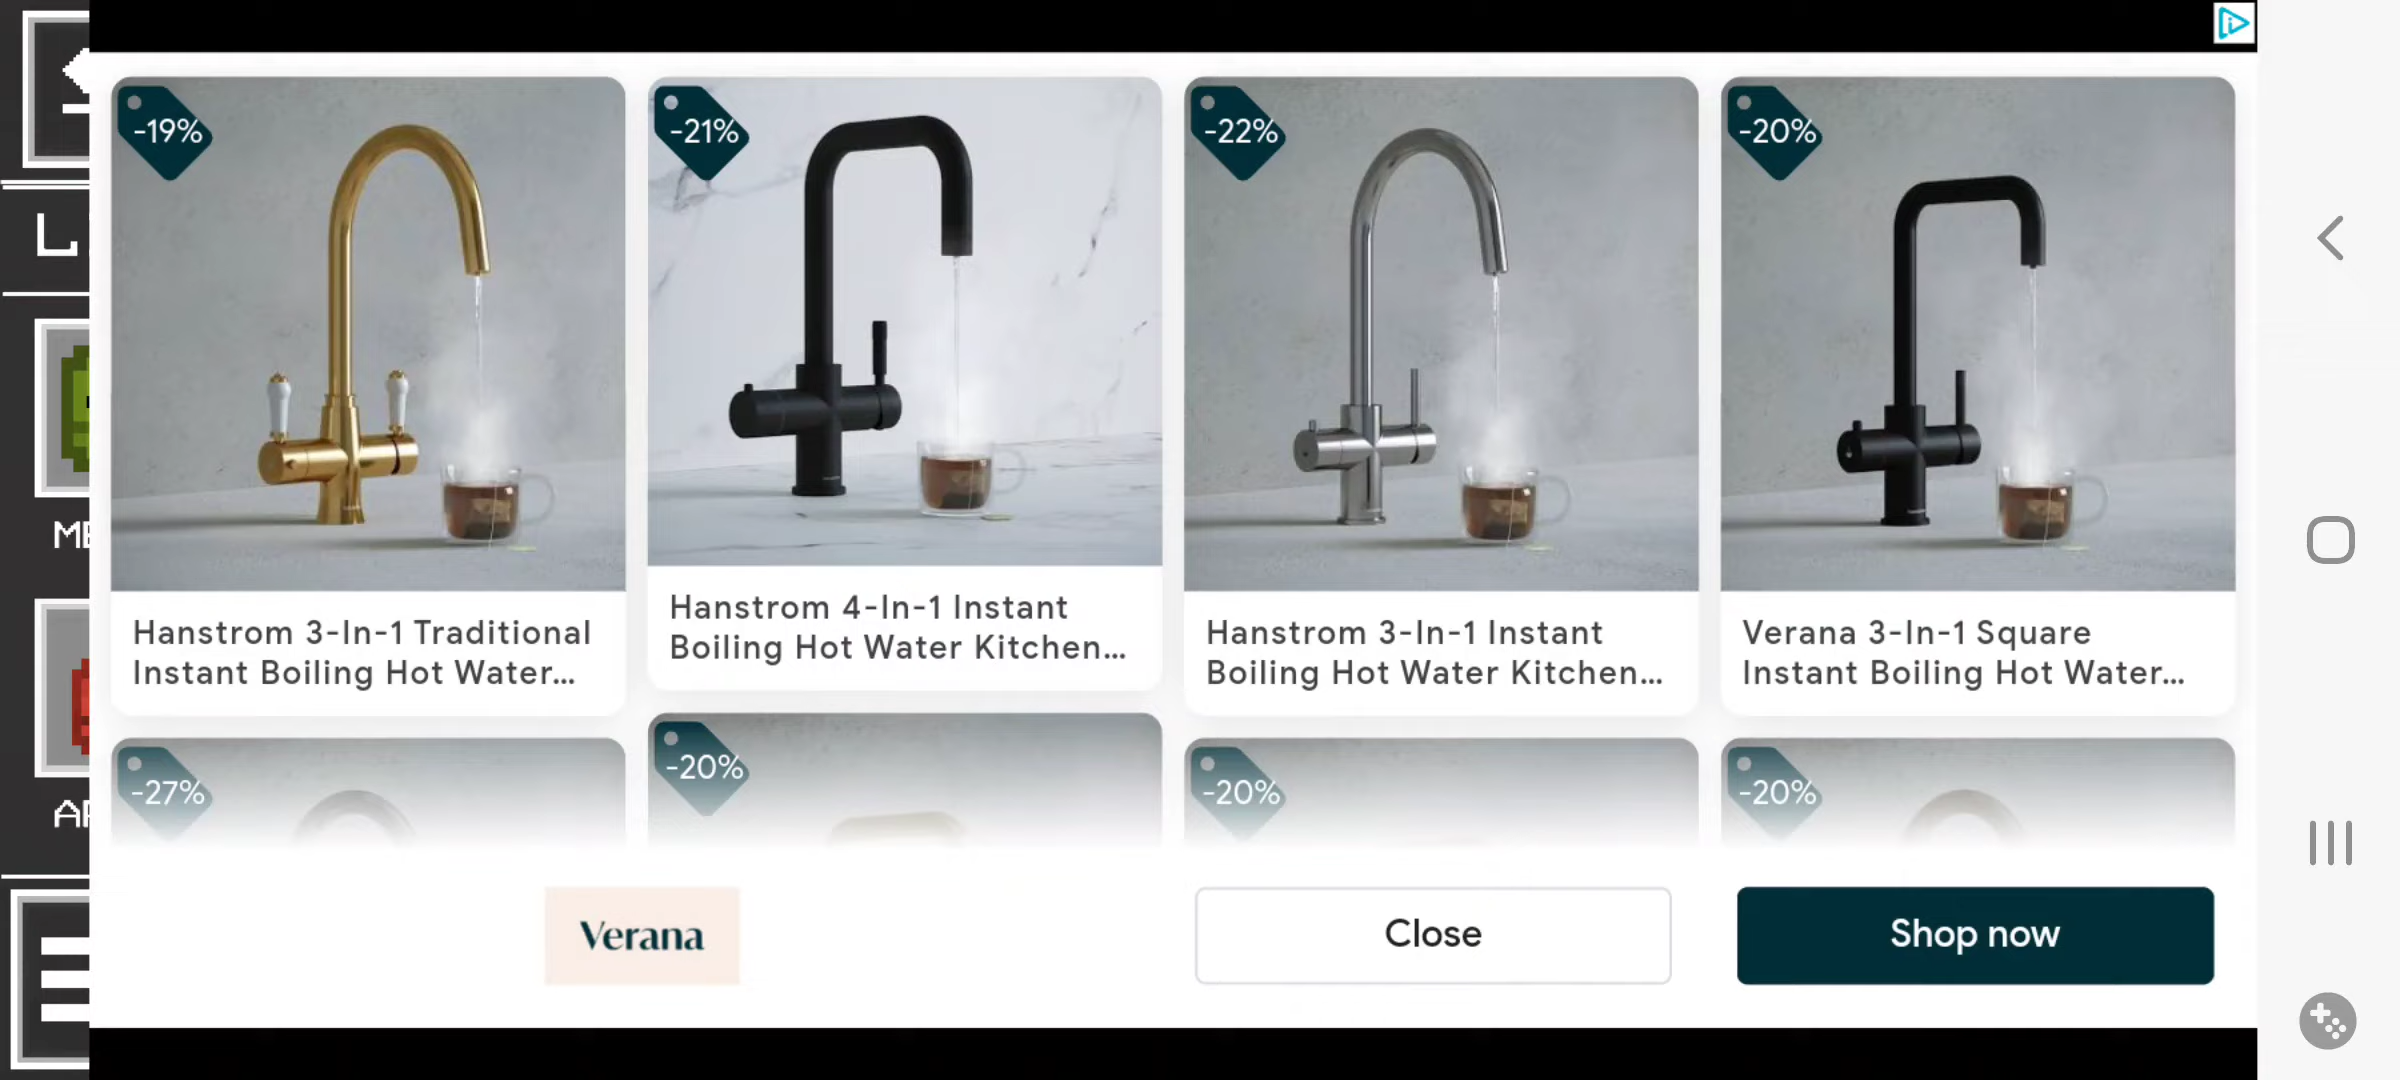 -19%
-21%
-22%
-20%
Hanstrom 3-In-1 Traditional
Instant Boiling Hot Water...
Hanstrom 4-In-1 Instant
Boiling Hot Water Kitchen...
Hanstrom 3-In-1 Instant
Boiling Hot Water Kitchen...
Verana 3-In-1 Square
Instant Boiling Hot Water...
-27%
-20%
-20%
-20%
Verana
Close
Shop now